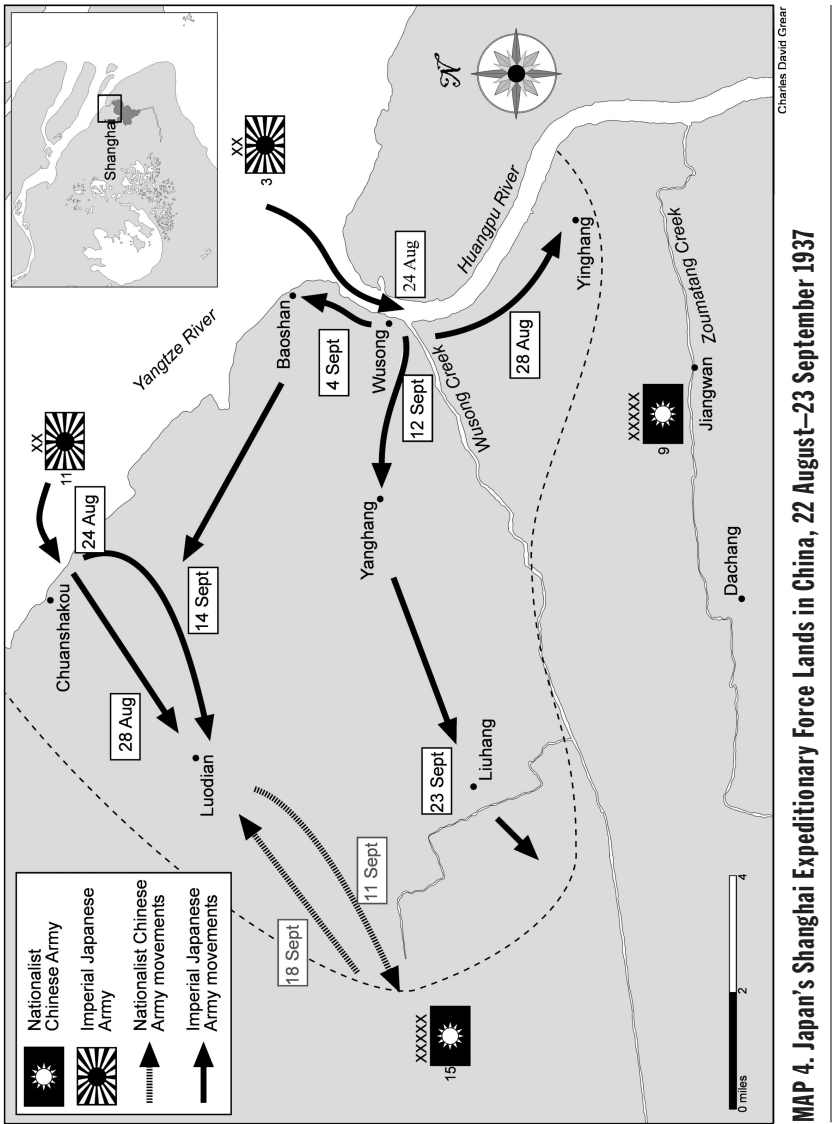 Nationalist
Chinese Army
Imperial Japanese
Army
Nationalist Chinese
Army movements
Imperial Japanese
Army movements
18 Sept
11 Sept
XXXXX
15
0 miles
2
4
Luodian
28 Aug
Chuanshakou
24 Aug
XX
11
14 Sept
Liuhang
23 Sept
Yanghang
Yangtze River
Baoshan
4 Sept
Wusong
12 Sept
Wusong Creek
24 Aug
XX
3
Shanghai
28 Aug
Huangpu River
Yinghang
N
XXXXX
9
Jiangwan
Zoumatang Creek
Dachang
Charles David Grear
MAP 4. Japan's Shanghai Expeditionary Force Lands in China, 22 August–23 September 1937